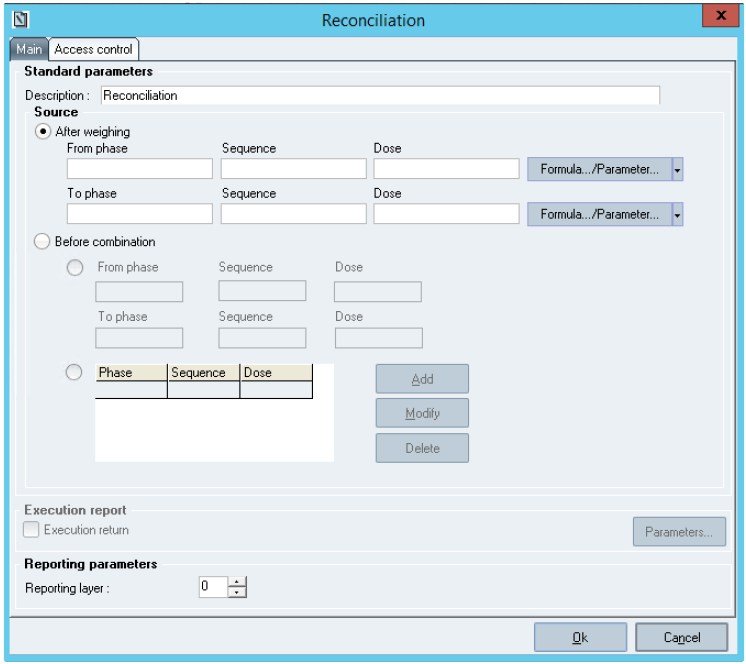 Reconciliation
x
Main Access control
Standard parameters
Description : Reconciliation
Source
After weighing
From phase Sequence Dose
Formula.../Parameter...
To phase Sequence Dose
Formula.../Parameter...
Before combination
From phase Sequence Dose
To phase Sequence Dose
Phase Sequence Dose
Add
Modify
Delete
Execution report
Execution return Parameters...
Reporting parameters
Reporting layer : 0
Ok Cancel